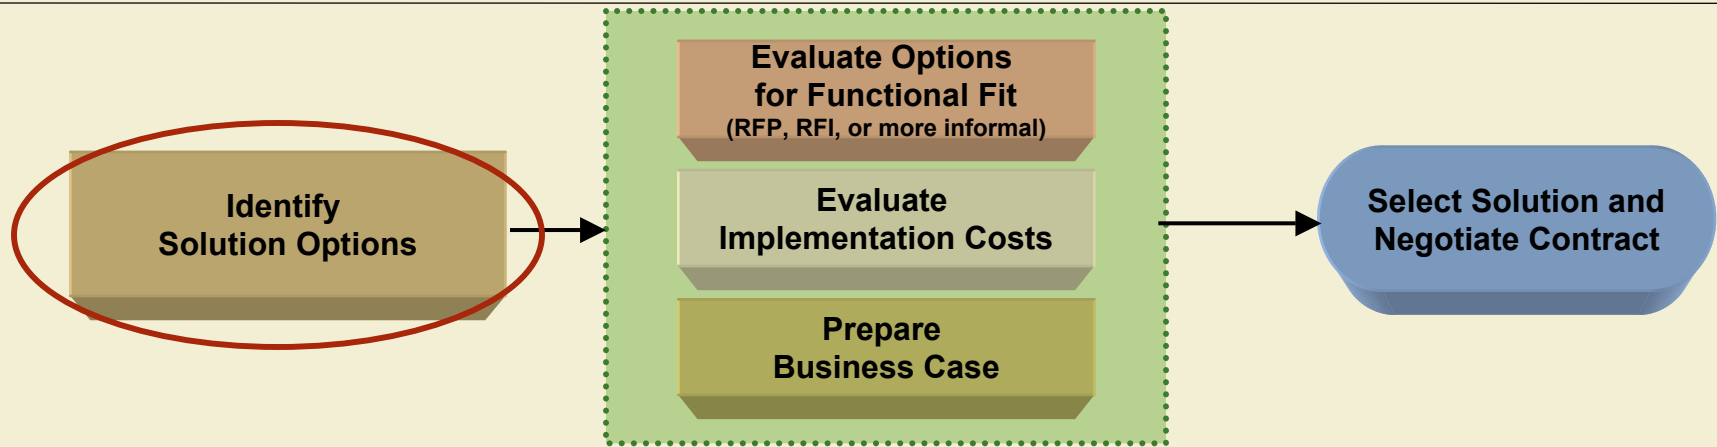 Identify
Solution Options
Evaluate Options
for Functional Fit
(RFP, RFI, or more informal)
Evaluate
Implementation Costs
Prepare
Business Case
Select Solution and
Negotiate Contract